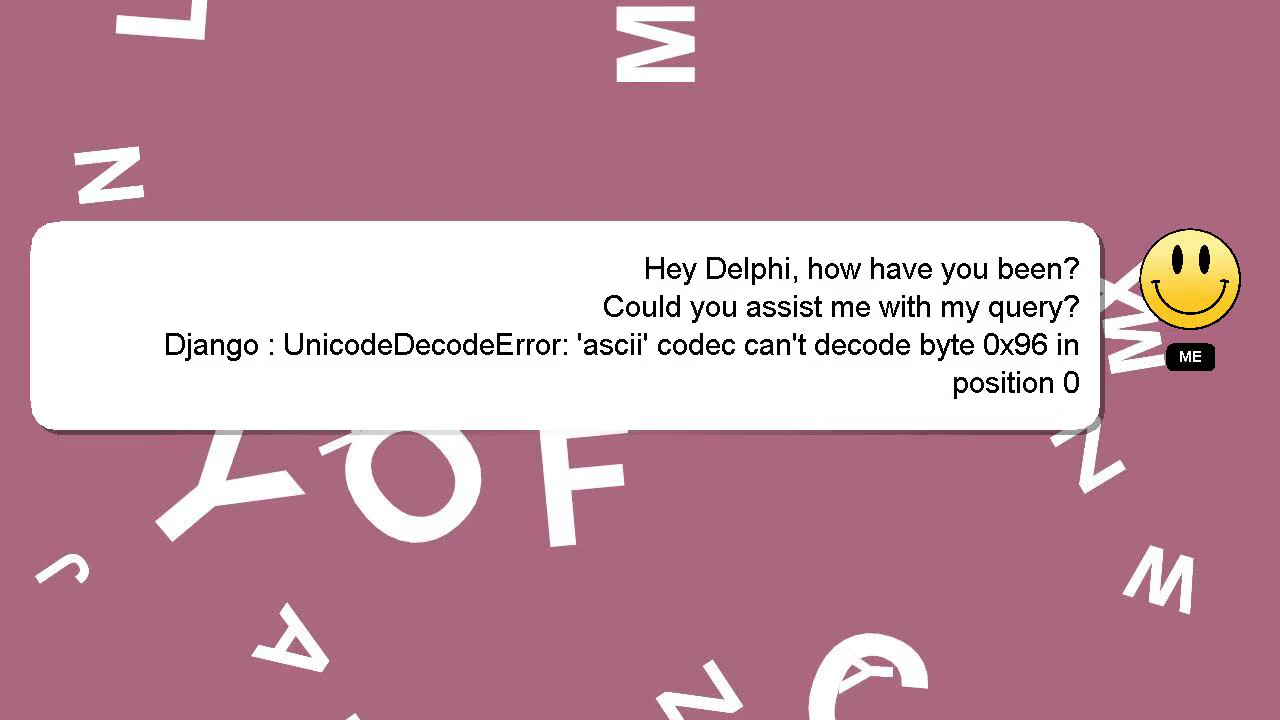 L
M
N
Hey Delphi, how have you been?
Could you assist me with my query?
Django : UnicodeDecodeError: 'ascii' codec can't decode byte 0x96 in
position 0
ME
M
Y
O
F
N
J
W
A
N
C
A